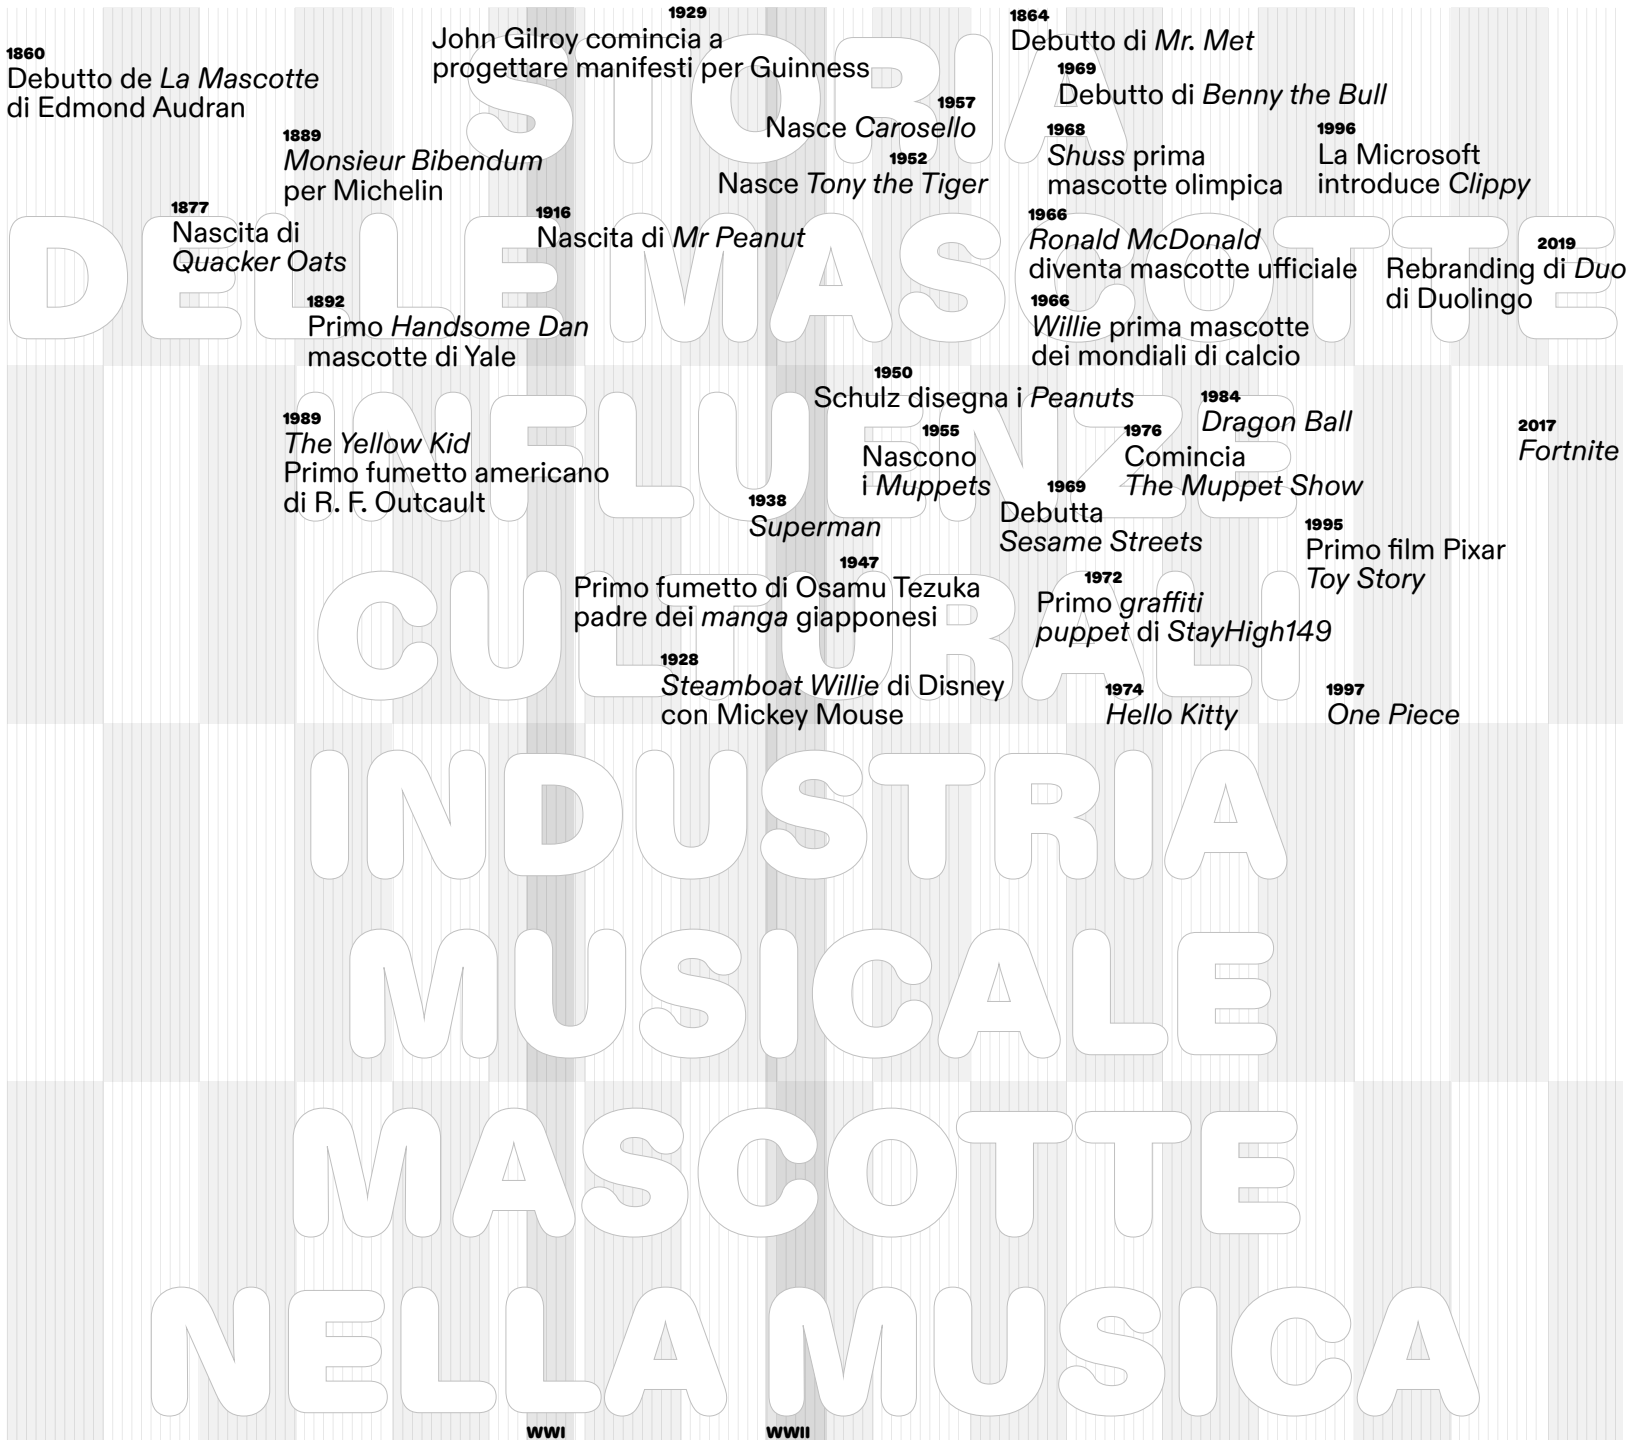 STORIA
DELLE MASCOTTE
1860
Debutto de La Mascotte
di Edmond Audran
1877
Nascita di
Quacker Oats
1889
Monsieur Bibendum
per Michelin
1892
Primo Handsome Dan
mascotte di Yale
1929
John Gilroy comincia a
progettare manifesti per Guinness
1916
Nascita di Mr Peanut
1957
Nasce Carosello
1952
Nasce Tony the Tiger
1864
Debutto di Mr. Met
1969
Debutto di Benny the Bull
1968
Shuss prima
mascotte olimpica
1966
Ronald McDonald
diventa mascotte ufficiale
1966
Willie prima mascotte
dei mondiali di calcio
1996
La Microsoft
introduce Clippy
2019
Rebranding di Duo
di Duolingo
INFLUENZE
CULTURALI
1989
The Yellow Kid
Primo fumetto americano
di R. F. Outcault
1950
Schulz disegna i Peanuts
1955
Nascono
i Muppets
1938
Superman
1947
Primo fumetto di Osamu Tezuka
padre dei manga giapponesi
1928
Steamboat Willie di Disney
con Mickey Mouse
1984
Dragon Ball
1976
Comincia
The Muppet Show
1969
Debutta
Sesame Streets
1972
Primo graffiti
puppet di StayHigh149
1974
Hello Kitty
2017
Fortnite
1995
Primo film Pixar
Toy Story
1997
One Piece
INDUSTRIA
MUSICALE
MASCOTTE
NELLA MUSICA
WWI
WWII